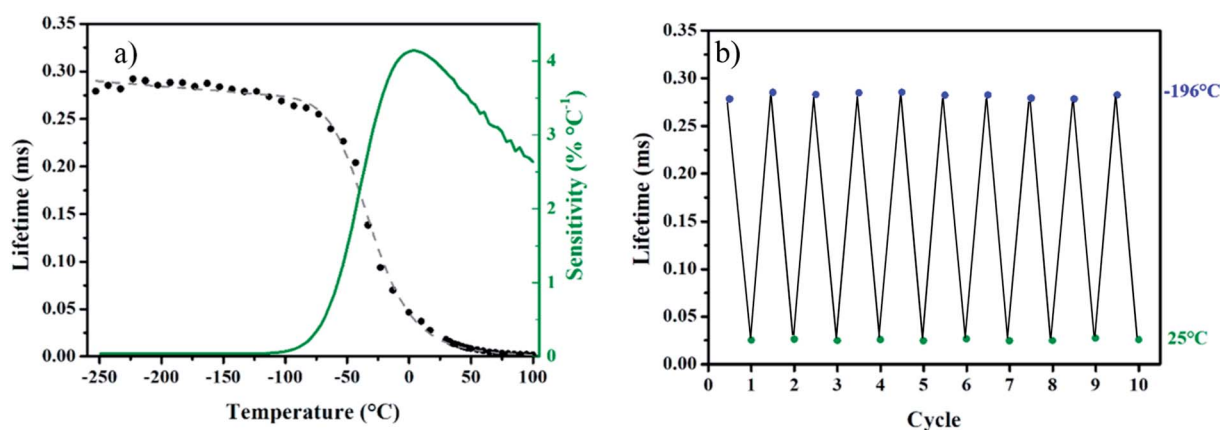 a)
0.35
0.30
0.25
0.20
0.15
0.10
0.05
0.00
Lifetime (ms)
-250 -200 -150 -100 -50 0 50 100
Temperature (°C)
4
3
2
1
0
Sensitivity (% °C-1)
b)
0.35
0.30
0.25
0.20
0.15
0.10
0.05
0.00
Lifetime (ms)
0 1 2 3 4 5 6 7 8 9 10
Cycle
-196°C
25°C